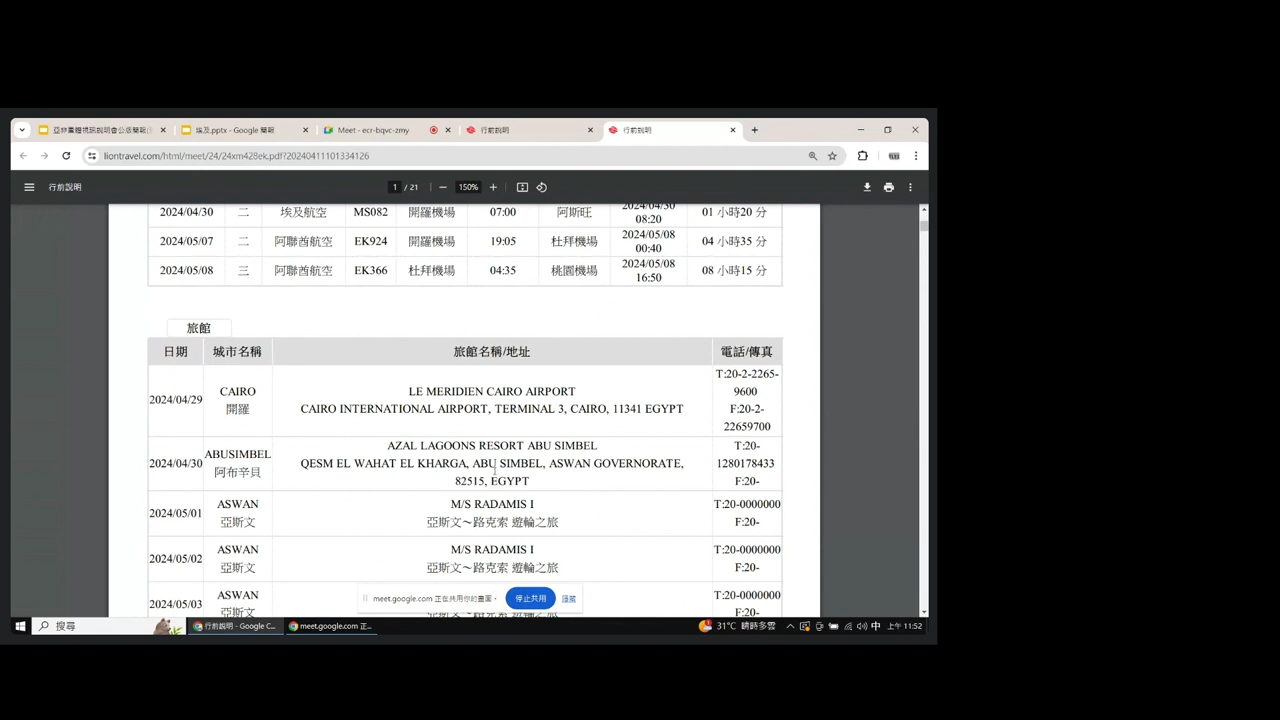 亞非團體視訊說明會公版簡報(
埃及.pptx - Google 簡報
Meet - ecr-bqvc-zmy
行前說明
行前說明
liontravel.com/html/meet/24/24xm428ek.pdf?20240411101334126
行前說明
1 / 21
150%
2024/04/30 二 埃及航空 MS082 開羅機場 07:00 阿斯旺 2024/04/30 08:20 01 小時20 分
2024/05/07 二 阿聯酋航空 EK924 開羅機場 19:05 杜拜機場 2024/05/08 00:40 04 小時35 分
2024/05/08 三 阿聯酋航空 EK366 杜拜機場 04:35 桃園機場 2024/05/08 16:50 08 小時15 分
旅館
日期 城市名稱 旅館名稱/地址 電話/傳真
2024/04/29
CAIRO
開羅
LE MERIDIEN CAIRO AIRPORT
CAIRO INTERNATIONAL AIRPORT, TERMINAL 3, CAIRO, 11341 EGYPT
T:20-2-2265-
9600
F:20-2-
22659700
2024/04/30
ABUSIMBEL
阿布辛貝
AZAL LAGOONS RESORT ABU SIMBEL
QESM EL WAHAT EL KHARGA, ABU SIMBEL, ASWAN GOVERNORATE,
82515, EGYPT
T:20-
1280178433
F:20-
2024/05/01
ASWAN
亞斯文
M/S RADAMIS I
亞斯文～路克索 遊輪之旅
T:20-0000000
F:20-
2024/05/02
ASWAN
亞斯文
M/S RADAMIS I
亞斯文～路克索 遊輪之旅
T:20-0000000
F:20-
2024/05/03
ASWAN
亞斯文
T:20-0000000
F:20-
meet.google.com 正在共用你的畫面。
停止共用
隱藏
搜尋
行前說明 - Google C...
meet.google.com 正...
31°C 晴時多雲
中
上午 11:52